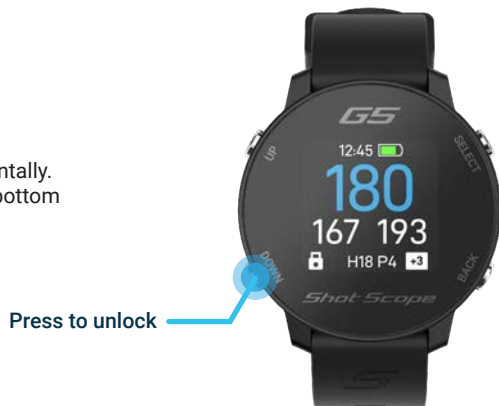 ntally.
bottom
Press to unlock
G5
UP
SELECT
12:45
180
167 193
H18 P4 +3
DOWN
BACK
Shot Scope